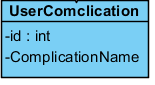 UserComclication
-id : int
-ComplicationName